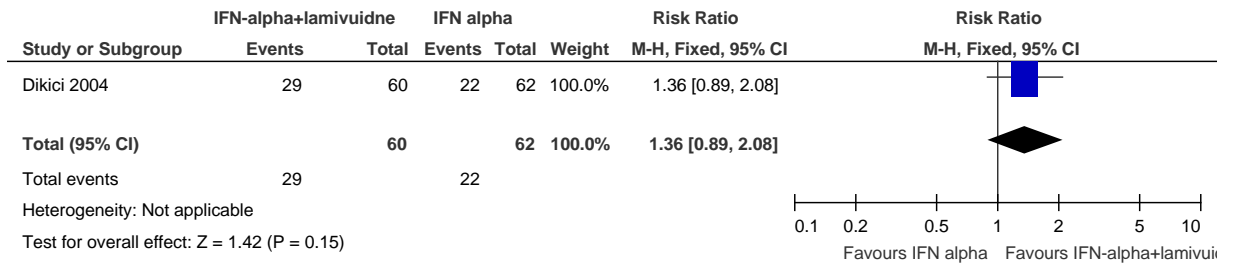 IFN-alpha+lamivuidne IFN alpha Risk Ratio Risk Ratio
Study or Subgroup Events Total Events Total Weight M-H, Fixed, 95% CI M-H, Fixed, 95% CI
Dikici 2004 29 60 22 62 100.0% 1.36 [0.89, 2.08]
Total (95% CI) 60 62 100.0% 1.36 [0.89, 2.08]
Total events 29 22
Heterogeneity: Not applicable
Test for overall effect: Z = 1.42 (P = 0.15)
0.1 0.2 0.5 1 2 5 10
Favours IFN alpha Favours IFN-alpha+lamivui